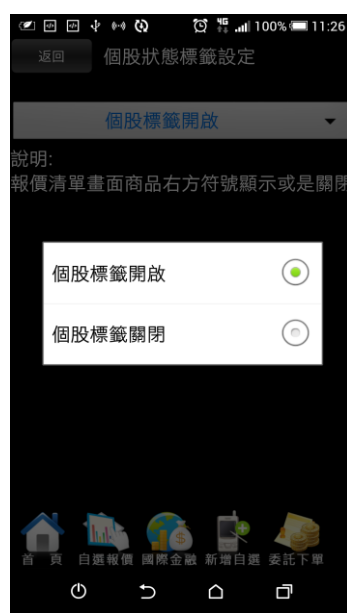 4G 100% 11:26
返回 個股狀態標籤設定
個股標籤開啟
說明:
報價清單畫面商品右方符號顯示或是關閉
個股標籤開啟
個股標籤關閉
首 頁 自選報價 國際金融 新增自選 委託下單